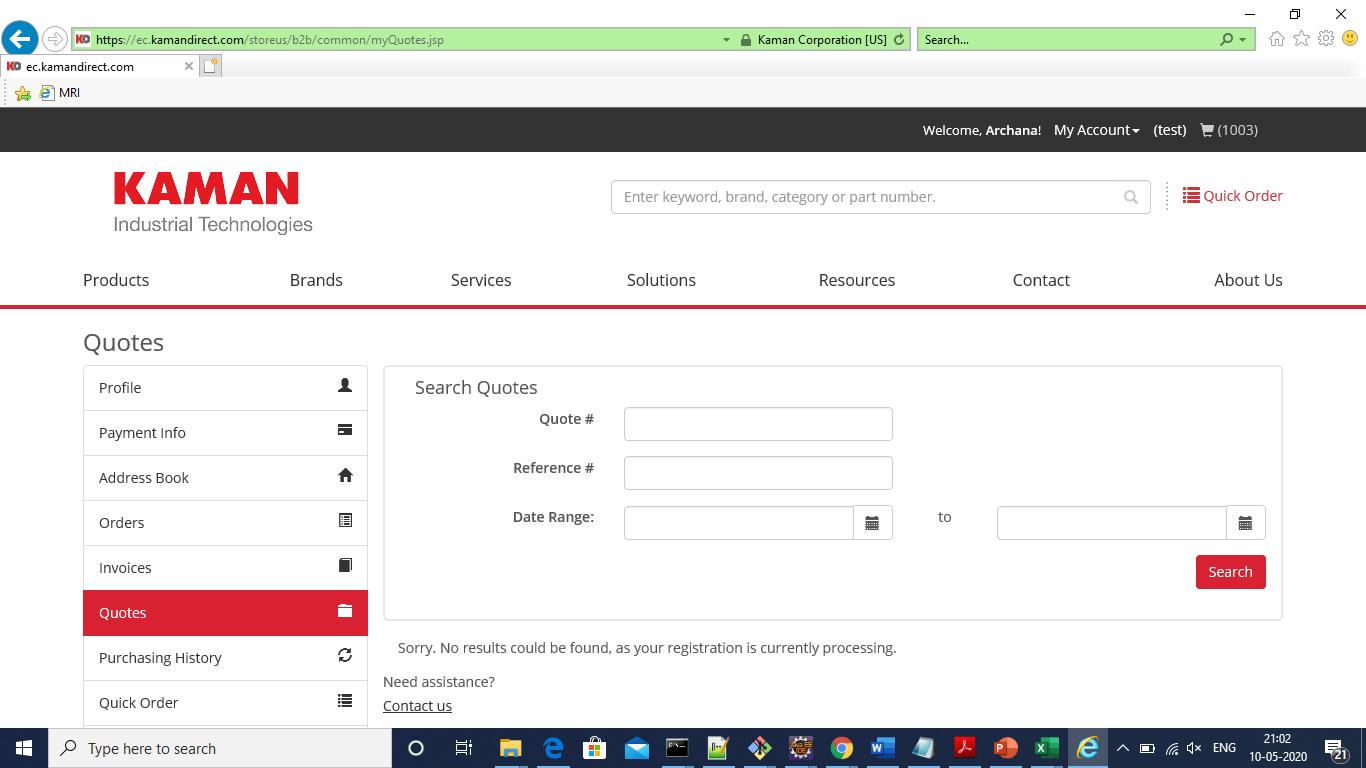 https://ec.kamandirect.com/storeus/b2b/common/myQuotes.jsp
Kaman Corporation [US]
Search...
ec.kamandirect.com
MRI
Welcome, Archana! My Account (test) (1003)
KAMAN
Industrial Technologies
Enter keyword, brand, category or part number.
Quick Order
Products Brands Services Solutions Resources Contact About Us
Quotes
Profile
Payment Info
Address Book
Orders
Invoices
Quotes
Purchasing History
Quick Order
Search Quotes
Quote #
Reference #
Date Range: to
Search
Sorry. No results could be found, as your registration is currently processing.
Need assistance?
Contact us
Type here to search
ENG
21:02
10-05-2020
21